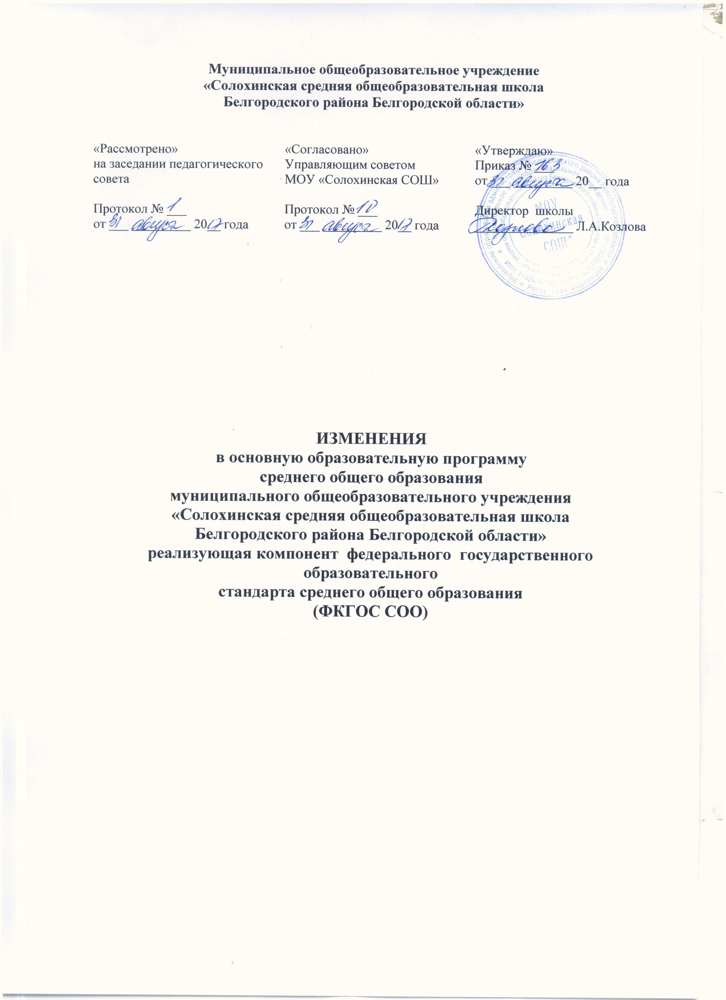 Муниципальное общеобразовательное учреждение
«Солохинская средняя общеобразовательная школа
Белгородского района Белгородской области»
«Рассмотрено»
на заседании педагогического
совета
Протокол № 1
от 31 августа 2017 года
«Согласовано»
Управляющим советом
МОУ «Солохинская СОШ»
Протокол № 10
от 31 августа 2017 года
«Утверждаю»
Приказ № 163
от 31 августа 20__ года
Директор школы
Л.А.Козлова
МОУ
Солохинская
СОШ"
ИЗМЕНЕНИЯ
в основную образовательную программу
среднего общего образования
муниципального общеобразовательного учреждения
«Солохинская средняя общеобразовательная школа
Белгородского района Белгородской области»
реализующая компонент федерального государственного
образовательного
стандарта среднего общего образования
(ФКГОС СОО)